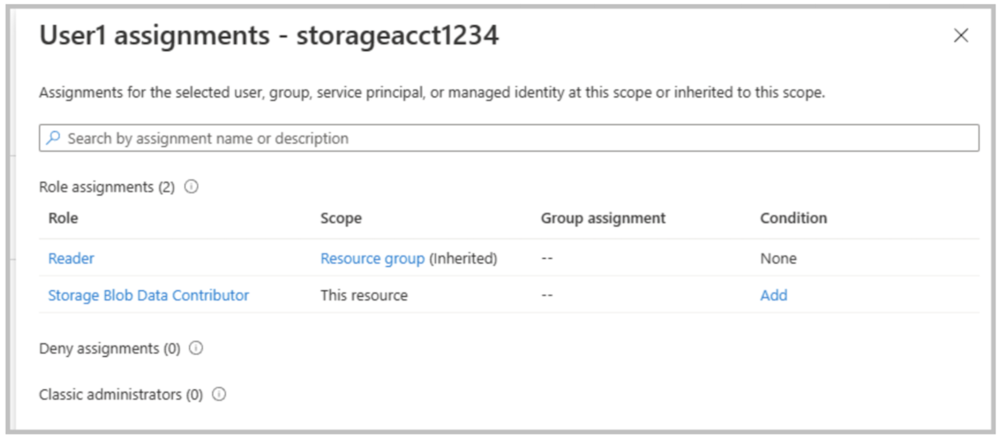 User1 assignments - storageacct1234
Assignments for the selected user, group, service principal, or managed identity at this scope or inherited to this scope.
Search by assignment name or description
Role assignments (2)
Role Scope Group assignment Condition
Reader Resource group (Inherited) -- None
Storage Blob Data Contributor This resource -- Add
Deny assignments (0)
Classic administrators (0)